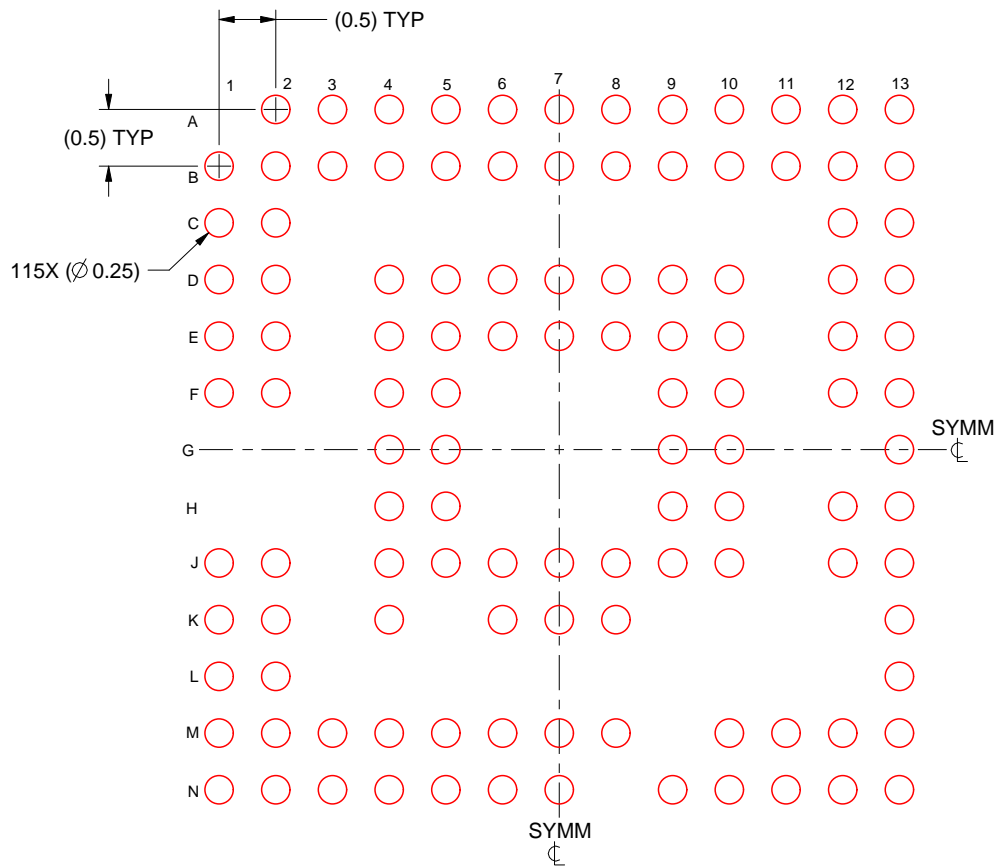 (0.5) TYP
1 2 3 4 5 6 7 8 9 10 11 12 13
A
(0.5) TYP
B
C
115X (∅ 0.25)
D
E
F
SYMM
G
H
J
K
L
M
N
SYMM